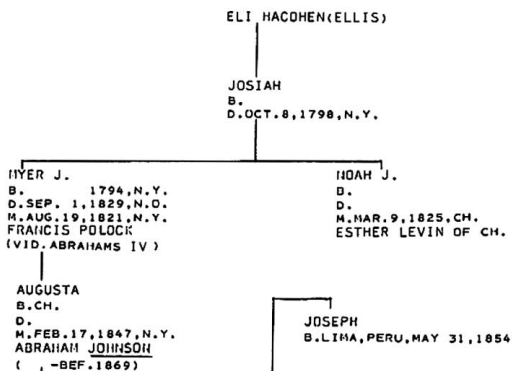 ELI HACOHEN(ELLIS)
JOSIAH
B.
D.OCT.8,1798,N.Y.
MYER J.
B. 1794,N.Y.
D.SEP. 1,1829,N.O.
M.AUG.19,1821,N.Y.
FRANCIS POLOCK
(VID.ABRAHAMS IV)
NOAH J.
B.
D.
M.MAR.9,1825,CH.
ESTHER LEVIN OF CH.
AUGUSTA
B.CH.
D.
M.FEB.17,1847,N.Y.
ABRAHAM JOHNSON
( , -BEF.1869)
JOSEPH
B.LIMA,PERU,MAY 31,1854